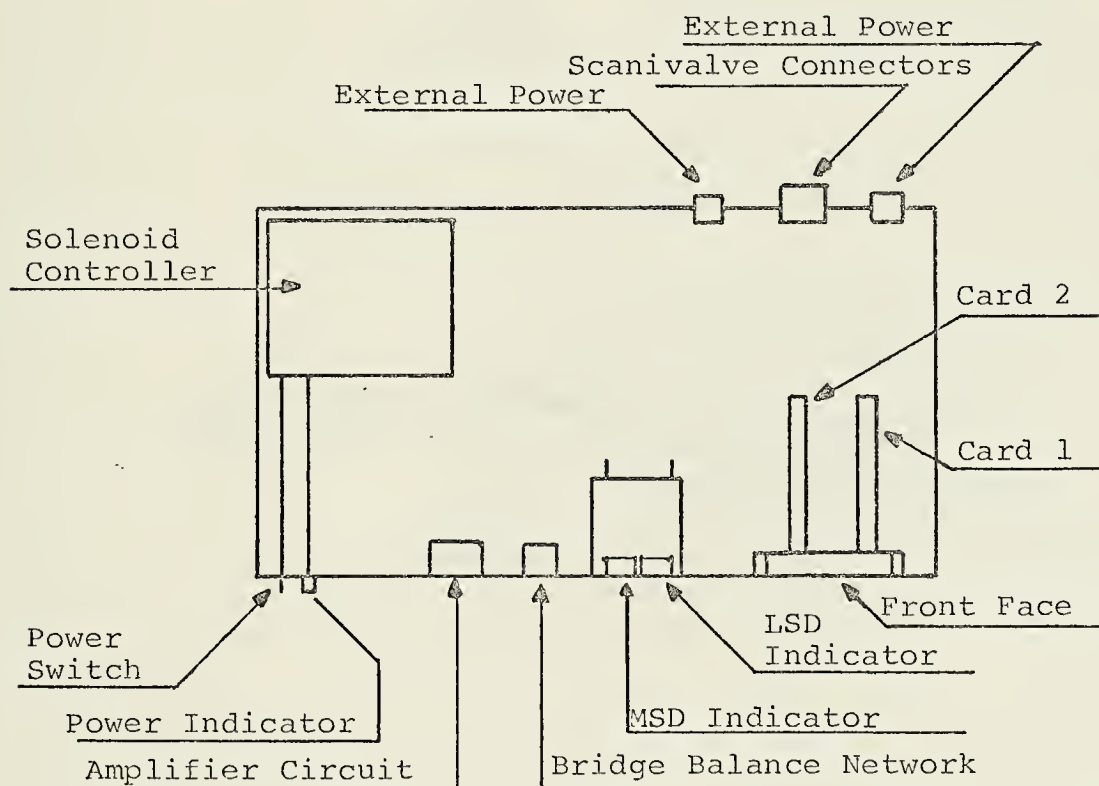 External Power
Scanivalve Connectors
External Power
Solenoid
Controller
Card 2
Card 1
Front Face
LSD
Indicator
Power
Switch
MSD Indicator
Power Indicator
Bridge Balance Network
Amplifier Circuit